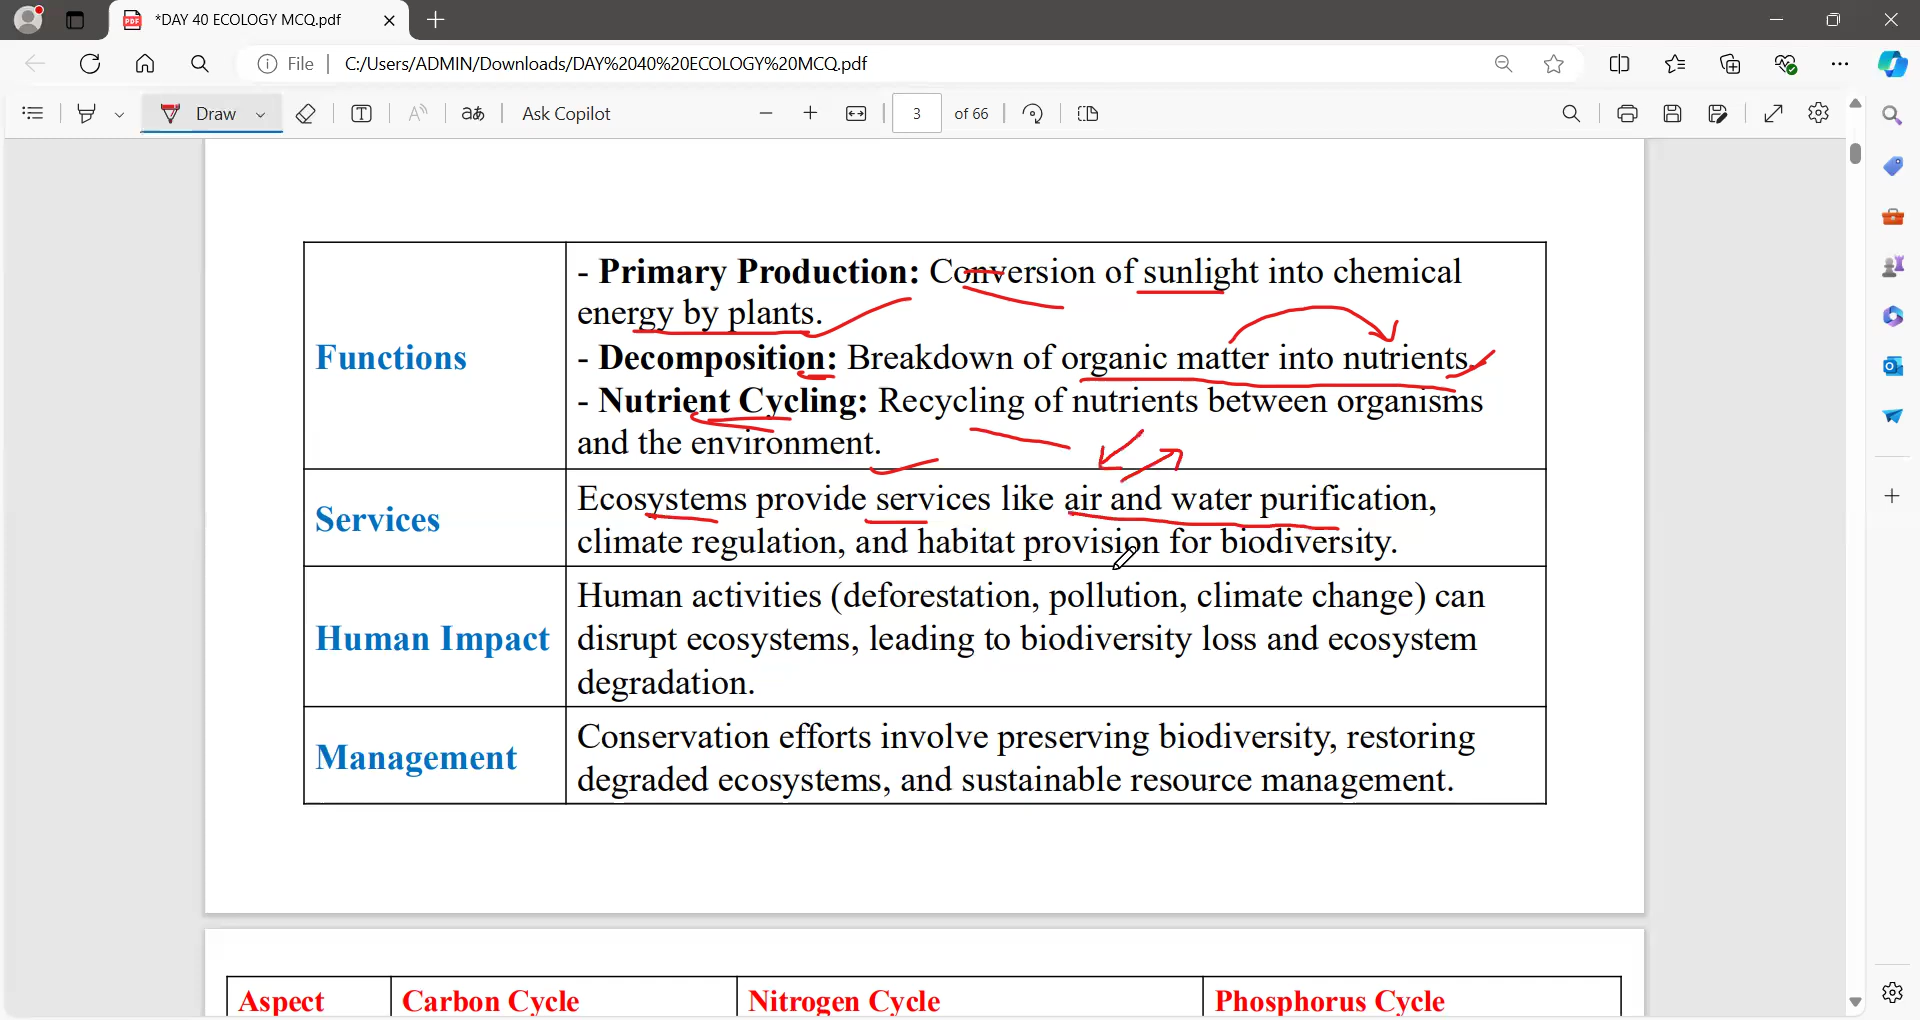 *DAY 40 ECOLOGY MCQ.pdf
File C:/Users/ADMIN/Downloads/DAY%2040%20ECOLOGY%20MCQ.pdf
Draw Ask Copilot 3 of 66
- Primary Production: Conversion of sunlight into chemical
energy by plants.
Functions
- Decomposition: Breakdown of organic matter into nutrients.
- Nutrient Cycling: Recycling of nutrients between organisms
and the environment.
Services
Ecosystems provide services like air and water purification,
climate regulation, and habitat provision for biodiversity.
Human Impact
Human activities (deforestation, pollution, climate change) can
disrupt ecosystems, leading to biodiversity loss and ecosystem
degradation.
Management
Conservation efforts involve preserving biodiversity, restoring
degraded ecosystems, and sustainable resource management.
Aspect Carbon Cycle Nitrogen Cycle Phosphorus Cycle